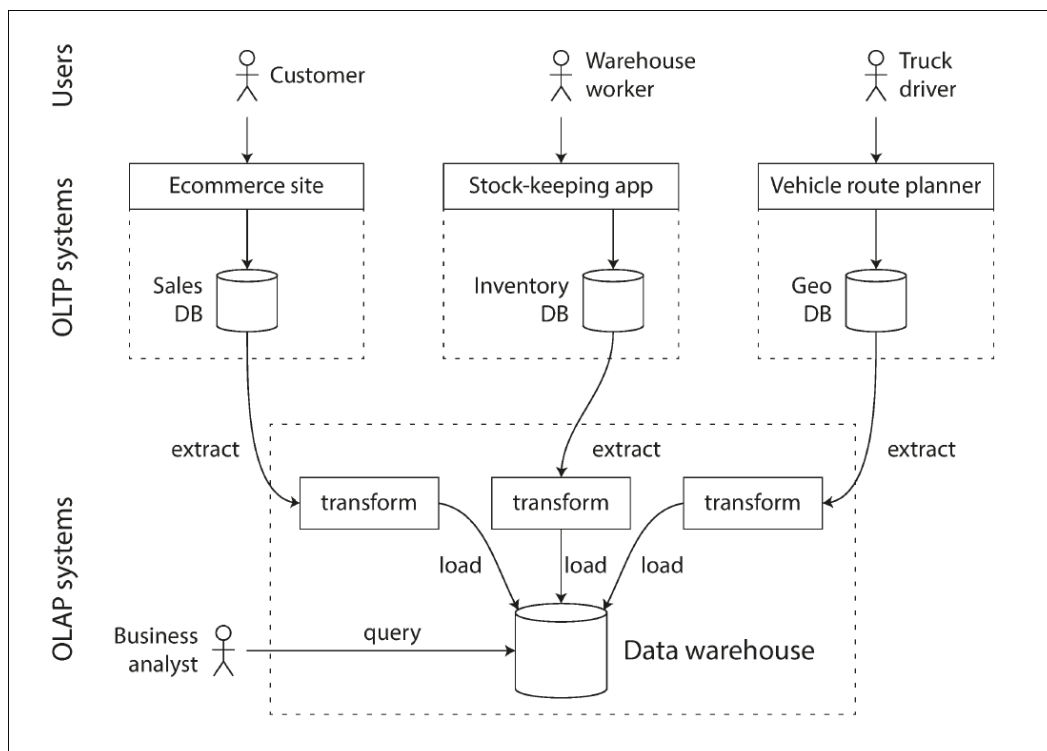 Users
Customer
Warehouse
worker
Truck
driver
OLTP systems
Ecommerce site
Stock-keeping app
Vehicle route planner
Sales
DB
Inventory
DB
Geo
DB
extract
extract
extract
OLAP systems
transform
transform
transform
load
load
load
Business
analyst
query
Data warehouse